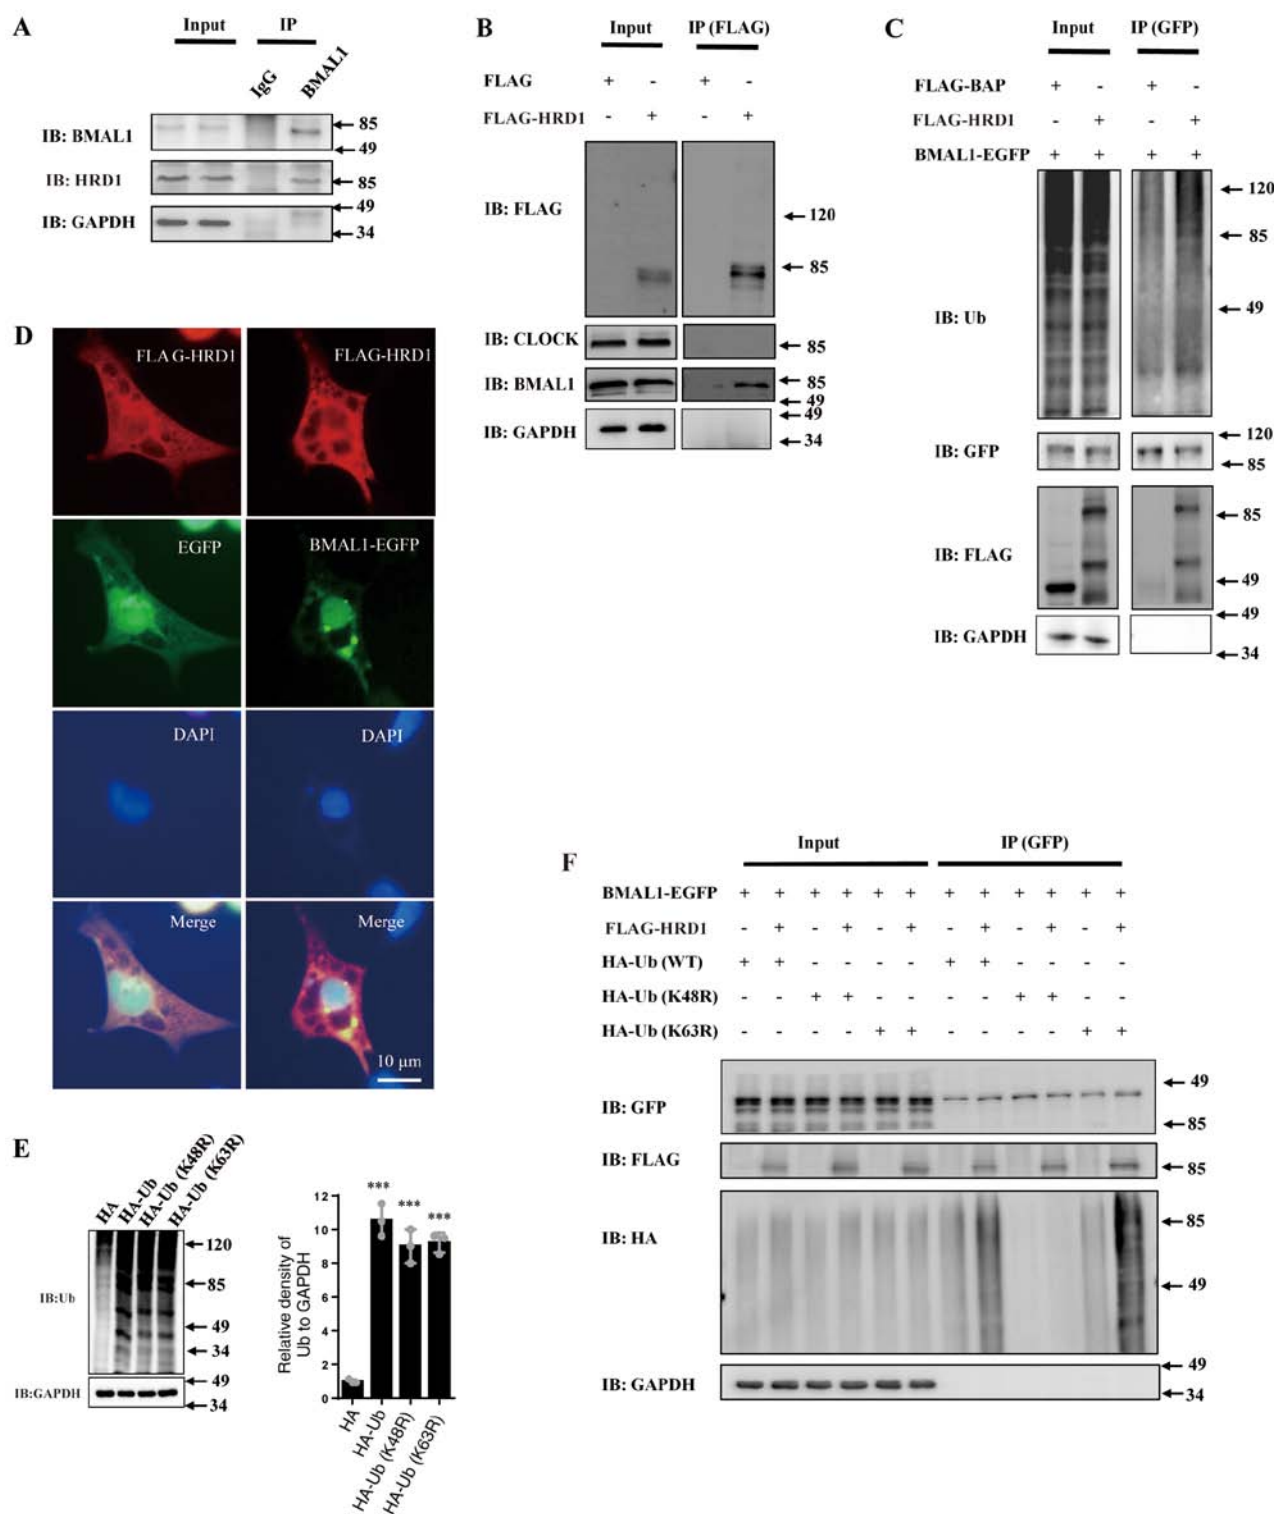 A
Input IP
IgG BMAL1
IB: BMAL1 85
49
IB: HRD1 85
IB: GAPDH 49
34
B
Input IP (FLAG)
FLAG + - + -
FLAG-HRD1 - + - +
IB: FLAG 120
85
IB: CLOCK 85
IB: BMAL1 85
49
IB: GAPDH 49
34
C
Input IP (GFP)
FLAG-BAP + - + -
FLAG-HRD1 - + - +
BMAL1-EGFP + + + +
120
85
IB: Ub 49
IB: GFP 120
85
IB: FLAG 85
49
IB: GAPDH 49
34
D
FLAG-HRD1 FLAG-HRD1
EGFP BMAL1-EGFP
DAPI DAPI
Merge Merge
10 μm
E
HA HA-Ub HA-Ub (K48R) HA-Ub (K63R)
120
85
IB:Ub 49
34
IB:GAPDH 49
34
Relative density of
Ub to GAPDH
12
10
8
6
4
2
0
*** *** ***
HA HA-Ub HA-Ub (K48R) HA-Ub (K63R)
F
Input IP (GFP)
BMAL1-EGFP + + + + + + + + + + + +
FLAG-HRD1 - + - + - + - + - + - +
HA-Ub (WT) + + - - - - + + - - - -
HA-Ub (K48R) - - + + - - - - + + - -
HA-Ub (K63R) - - - - + + - - - - + +
IB: GFP 49
85
IB: FLAG 85
IB: HA 85
49
IB: GAPDH 49
34